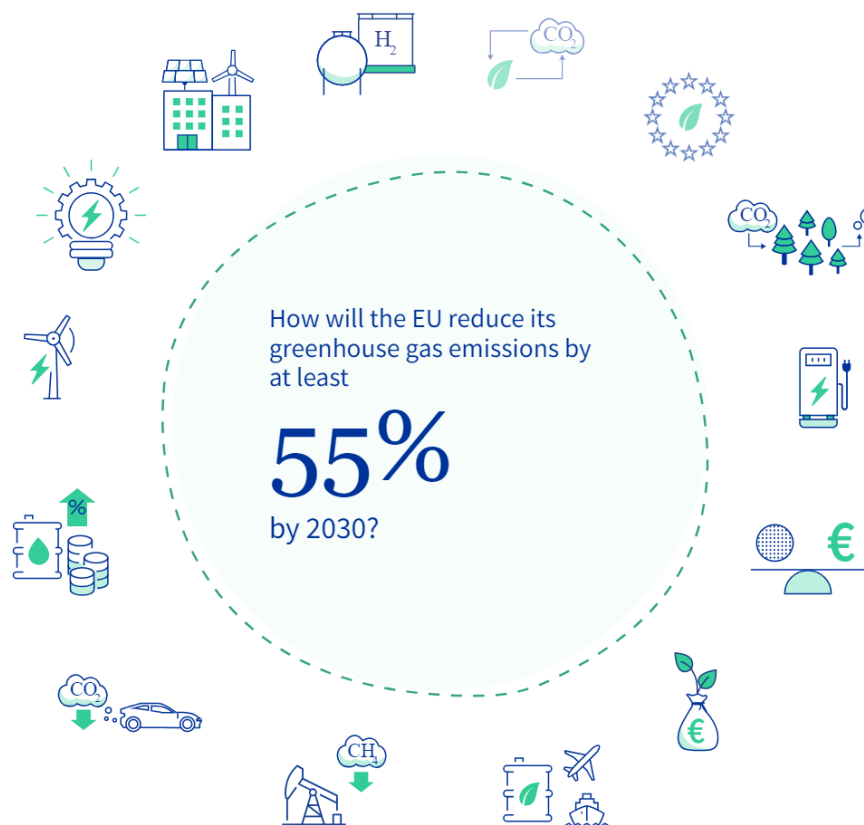 H₂
CO₂
CO₂
How will the EU reduce its
greenhouse gas emissions by
at least
55%
by 2030?
€
%
€
CO₂
CH₄